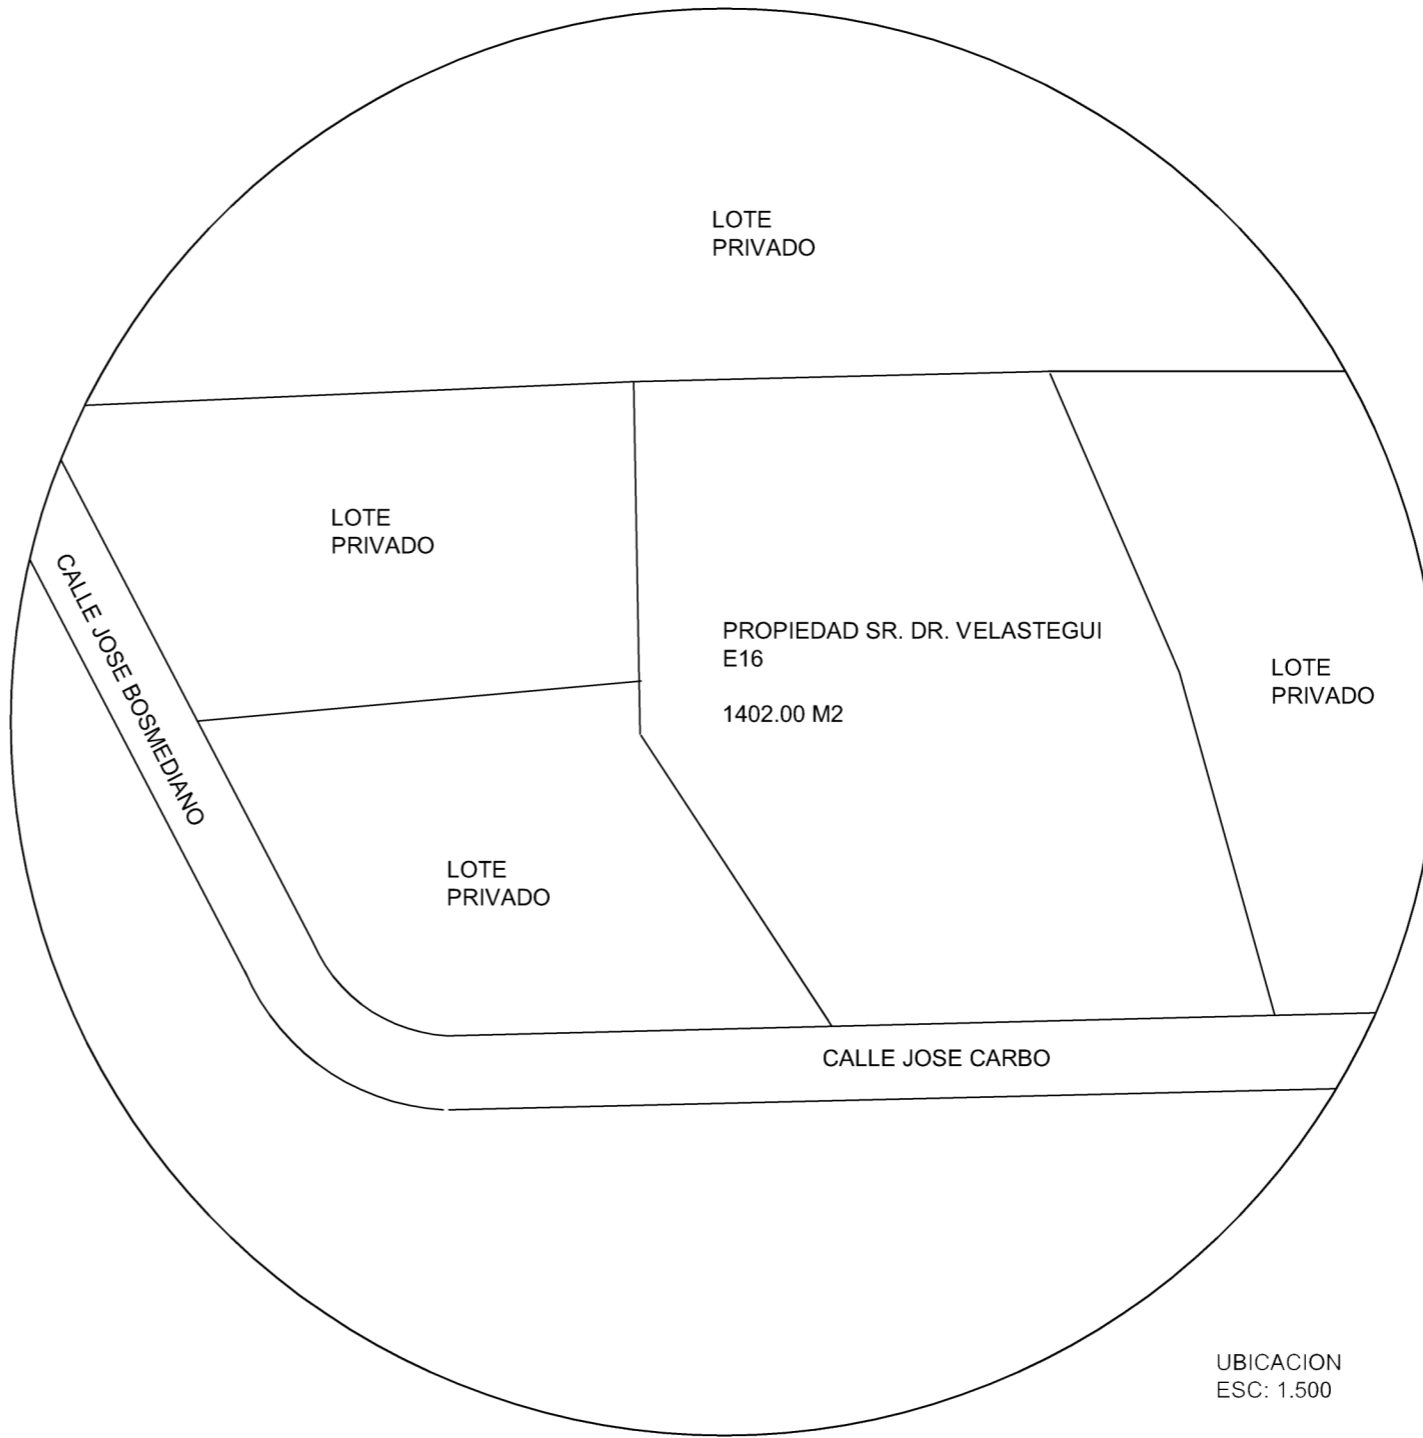 LOTE
PRIVADO
LOTE
PRIVADO
CALLE JOSE BOSMEDIANO
PROPIEDAD SR. DR. VELASTEGUI
E16
1402.00 M2
LOTE
PRIVADO
LOTE
PRIVADO
CALLE JOSE CARBO
UBICACION
ESC: 1.500